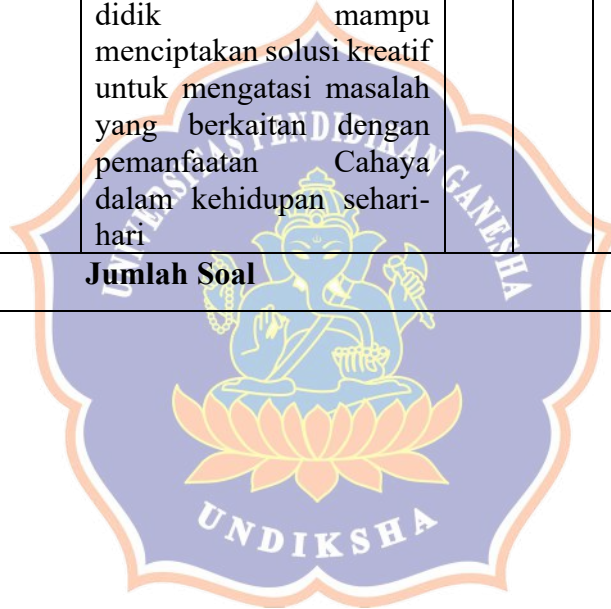 didik mampu
menciptakan solusi kreatif
untuk mengatasi masalah
yang berkaitan dengan
pemanfaatan Cahaya
dalam kehidupan sehari-
hari
Jumlah Soal
UNIVERSITAS PENDIDIKAN GANESHA
UNDIKSHA